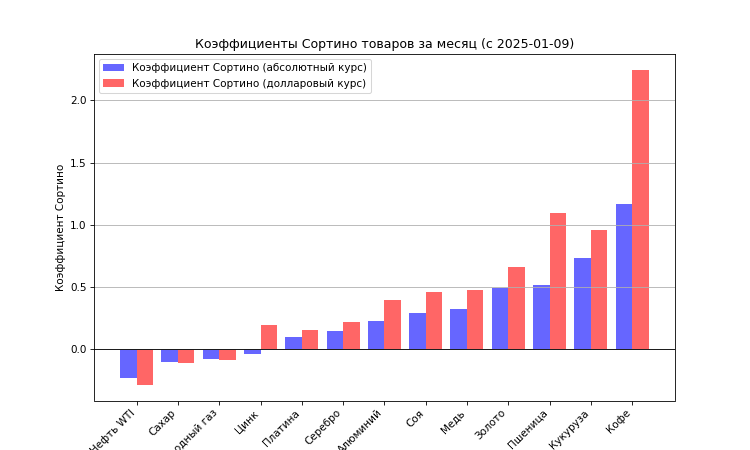 Коэффициенты Сортино товаров за месяц (с 2025-01-09)
Коэффициент Сортино (абсолютный курс)
Коэффициент Сортино (долларовый курс)
Коэффициент Сортино
2.0
1.5
1.0
0.5
0.0
Нефть WTI
Сахар
одный газ
Цинк
Платина
Серебро
Алюминий
Соя
Медь
Золото
Пшеница
Кукуруза
Кофе